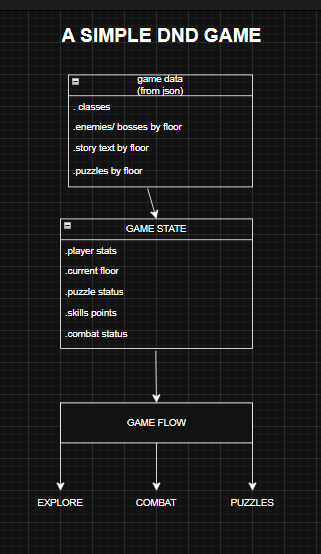 A SIMPLE DND GAME
game data
(from json)
. classes
.enemies/ bosses by floor
.story text by floor
.puzzles by floor
GAME STATE
.player stats
.current floor
.puzzle status
.skills points
.combat status
GAME FLOW
EXPLORE
COMBAT
PUZZLES